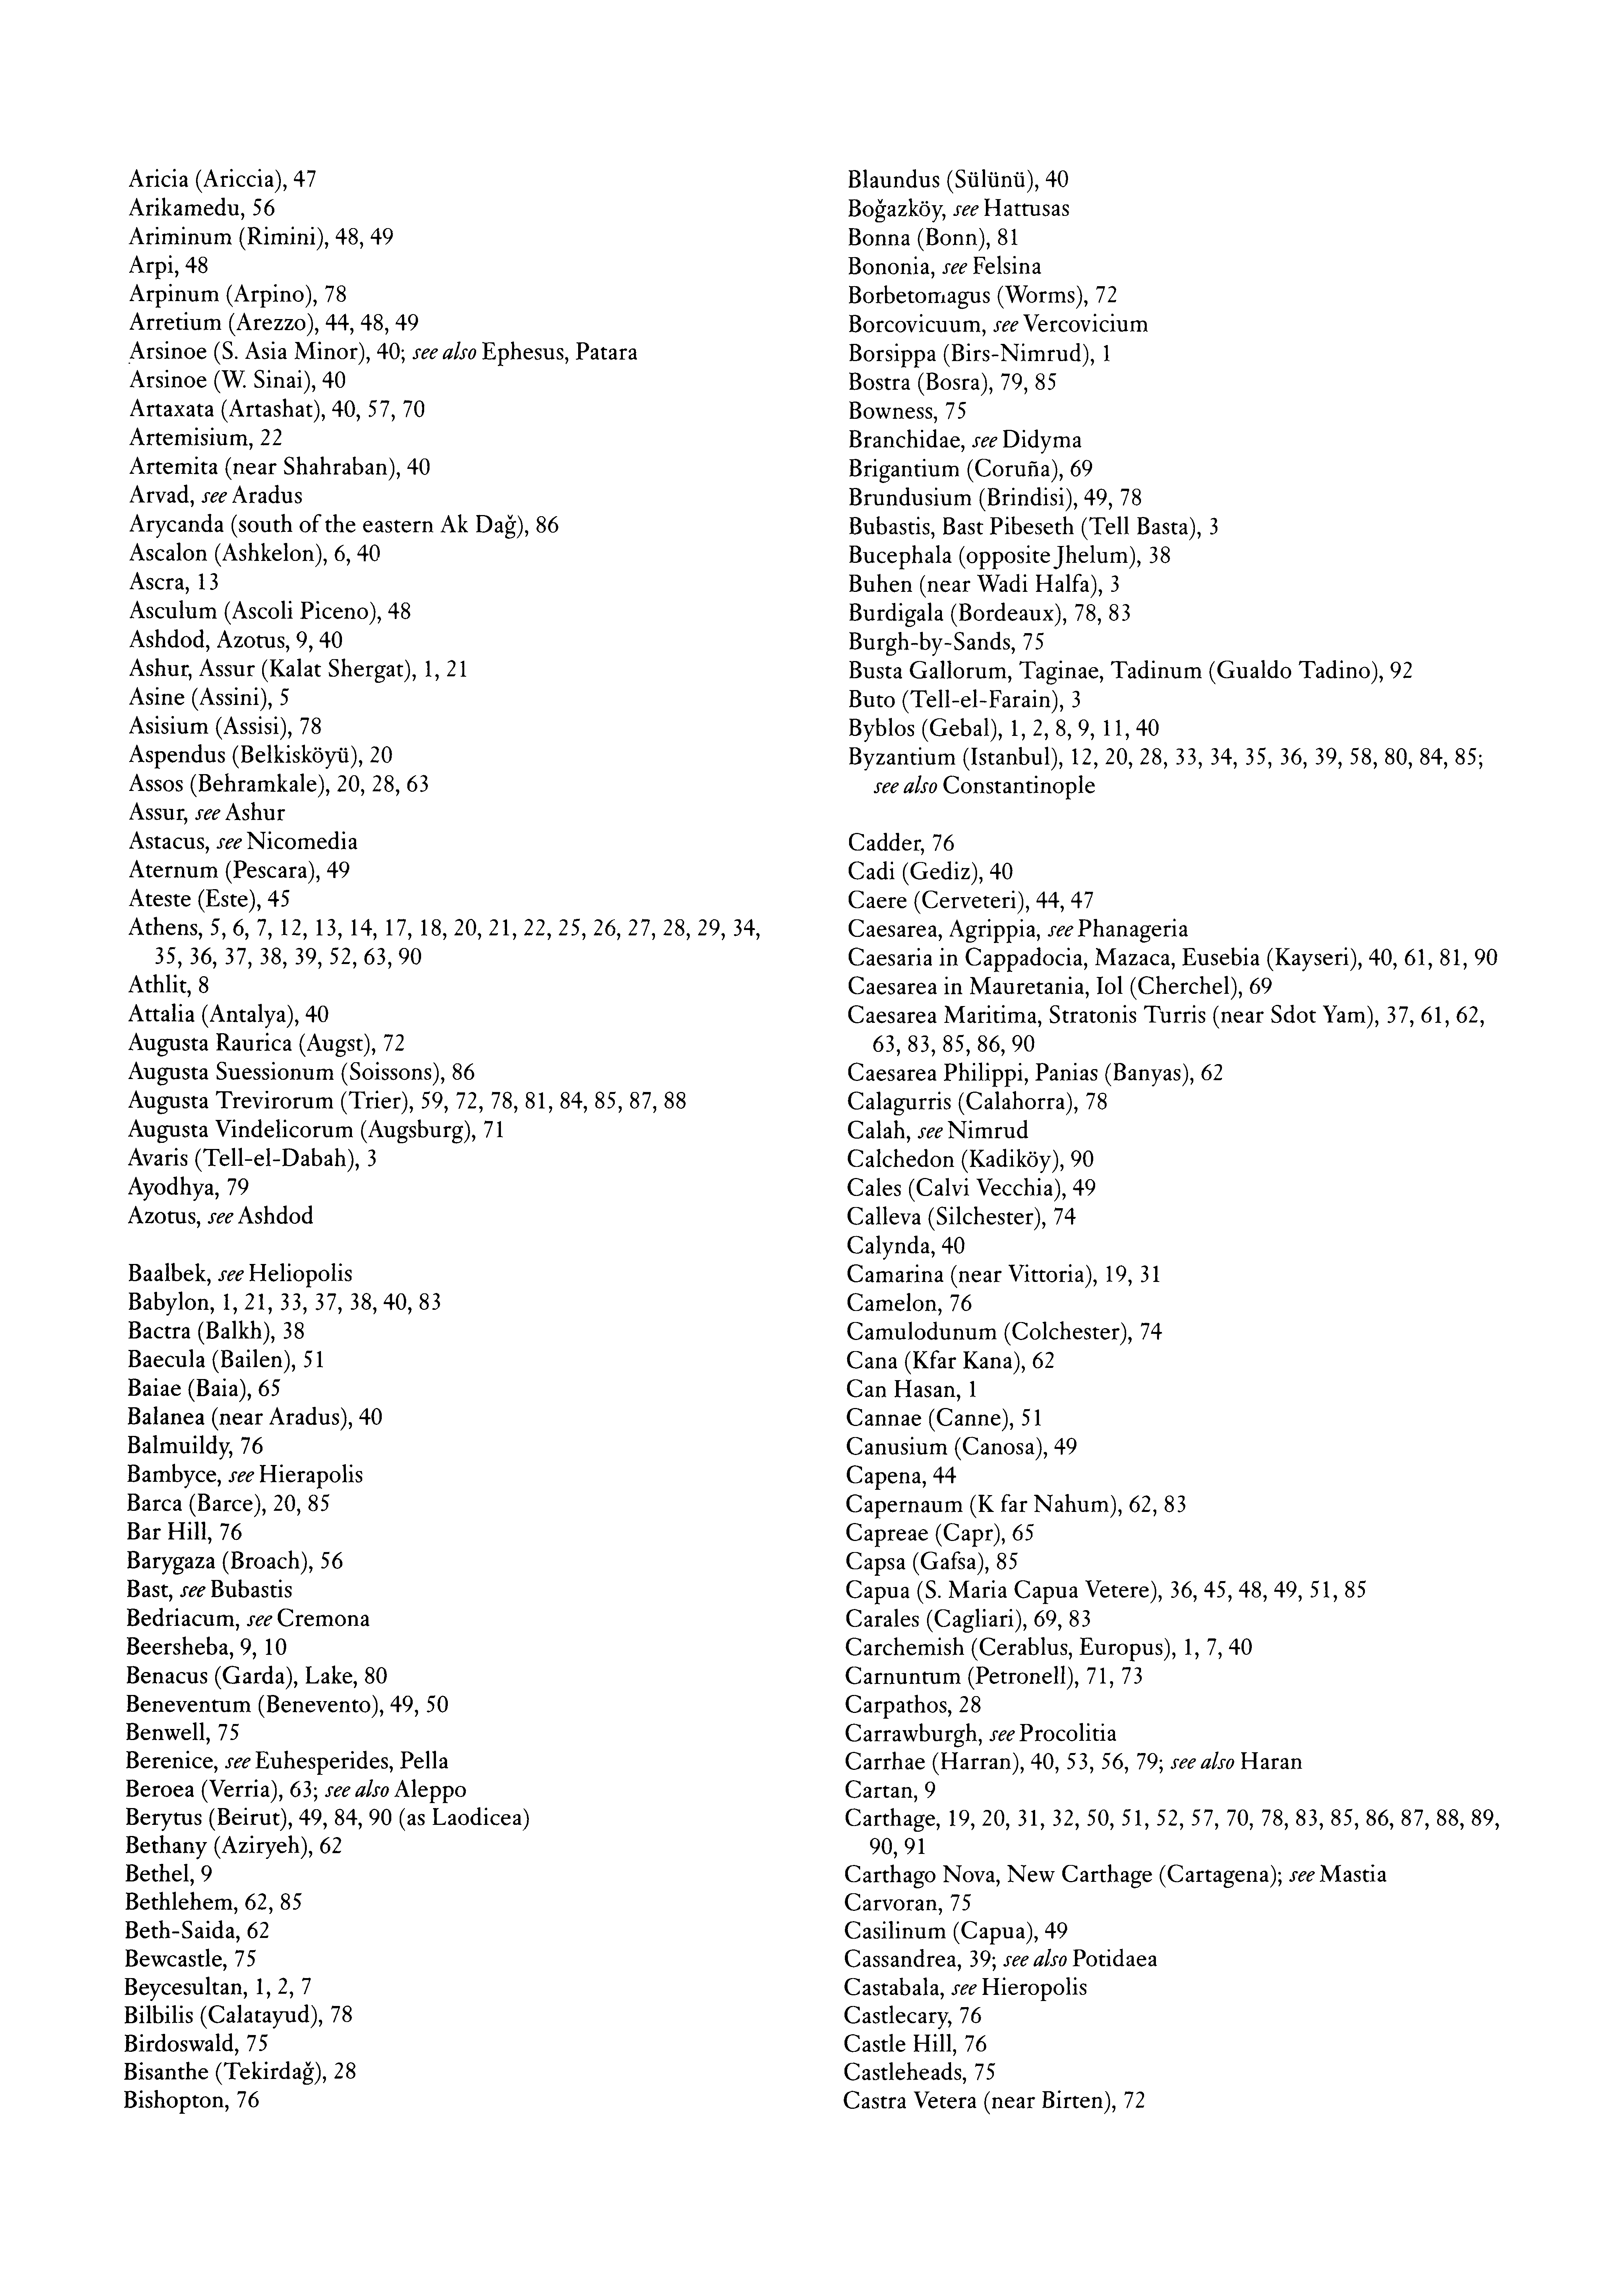 Aricia (Ariccia), 47
Arikamedu, 56
Ariminum (Rimini), 48, 49
Arpi, 48
Arpinum (Arpino), 78
Arretium (Arezzo), 44, 48, 49
Arsinoe (S. Asia Minor), 40; see also Ephesus, Patara
Arsinoe (W. Sinai), 40
Artaxata (Artashat), 40, 57, 70
Artemisium, 22
Artemita (near Shahraban), 40
Arvad, see Aradus
Arycanda (south of the eastern Ak Dağ), 86
Ascalon (Ashkelon), 6, 40
Ascra, 13
Asculum (Ascoli Piceno), 48
Ashdod, Azotus, 9, 40
Ashur, Assur (Kalat Shergat), 1, 21
Asine (Assini), 5
Asisium (Assisi), 78
Aspendus (Belkisköyü), 20
Assos (Behramkale), 20, 28, 63
Assur, see Ashur
Astacus, see Nicomedia
Aternum (Pescara), 49
Ateste (Este), 45
Athens, 5, 6, 7, 12, 13, 14, 17, 18, 20, 21, 22, 25, 26, 27, 28, 29, 34,
35, 36, 37, 38, 39, 52, 63, 90
Athlit, 8
Attalia (Antalya), 40
Augusta Raurica (Augst), 72
Augusta Suessionum (Soissons), 86
Augusta Trevirorum (Trier), 59, 72, 78, 81, 84, 85, 87, 88
Augusta Vindelicorum (Augsburg), 71
Avaris (Tell-el-Dabah), 3
Ayodhya, 79
Azotus, see Ashdod
Baalbek, see Heliopolis
Babylon, 1, 21, 33, 37, 38, 40, 83
Bactra (Balkh), 38
Baecula (Bailen), 51
Baiae (Baia), 65
Balanea (near Aradus), 40
Balmuildy, 76
Bambyce, see Hierapolis
Barca (Barce), 20, 85
Bar Hill, 76
Barygaza (Broach), 56
Bast, see Bubastis
Bedriacum, see Cremona
Beersheba, 9, 10
Benacus (Garda), Lake, 80
Beneventum (Benevento), 49, 50
Benwell, 75
Berenice, see Euhesperides, Pella
Beroea (Verria), 63; see also Aleppo
Berytus (Beirut), 49, 84, 90 (as Laodicea)
Bethany (Aziryeh), 62
Bethel, 9
Bethlehem, 62, 85
Beth-Saida, 62
Bewcastle, 75
Beycesultan, 1, 2, 7
Bilbilis (Calatayud), 78
Birdoswald, 75
Bisanthe (Tekirdağ), 28
Bishopton, 76
Blaundus (Sülünü), 40
Boğazköy, see Hattusas
Bonna (Bonn), 81
Bononia, see Felsina
Borbetomagus (Worms), 72
Borcovicuum, see Vercovicium
Borsippa (Birs-Nimrud), 1
Bostra (Bosra), 79, 85
Bowness, 75
Branchidae, see Didyma
Brigantium (Coruña), 69
Brundusium (Brindisi), 49, 78
Bubastis, Bast Pibeseth (Tell Basta), 3
Bucephala (opposite Jhelum), 38
Buhen (near Wadi Halfa), 3
Burdigala (Bordeaux), 78, 83
Burgh-by-Sands, 75
Busta Gallorum, Taginae, Tadinum (Gualdo Tadino), 92
Buto (Tell-el-Farain), 3
Byblos (Gebal), 1, 2, 8, 9, 11, 40
Byzantium (Istanbul), 12, 20, 28, 33, 34, 35, 36, 39, 58, 80, 84, 85;
see also Constantinople
Cadder, 76
Cadi (Gediz), 40
Caere (Cerveteri), 44, 47
Caesarea, Agrippia, see Phanageria
Caesaria in Cappadocia, Mazaca, Eusebia (Kayseri), 40, 61, 81, 90
Caesarea in Mauretania, Iol (Cherchel), 69
Caesarea Maritima, Stratonis Turris (near Sdot Yam), 37, 61, 62,
63, 83, 85, 86, 90
Caesarea Philippi, Panias (Banyas), 62
Calagurris (Calahorra), 78
Calah, see Nimrud
Calchedon (Kadiköy), 90
Cales (Calvi Vecchia), 49
Calleva (Silchester), 74
Calynda, 40
Camarina (near Vittoria), 19, 31
Camelon, 76
Camulodunum (Colchester), 74
Cana (Kfar Kana), 62
Can Hasan, 1
Cannae (Canne), 51
Canusium (Canosa), 49
Capena, 44
Capernaum (K far Nahum), 62, 83
Capreae (Capr), 65
Capsa (Gafsa), 85
Capua (S. Maria Capua Vetere), 36, 45, 48, 49, 51, 85
Carales (Cagliari), 69, 83
Carchemish (Cerablus, Europus), 1, 7, 40
Carnuntum (Petronell), 71, 73
Carpathos, 28
Carrawburgh, see Procolitia
Carrhae (Harran), 40, 53, 56, 79; see also Haran
Cartan, 9
Carthage, 19, 20, 31, 32, 50, 51, 52, 57, 70, 78, 83, 85, 86, 87, 88, 89,
90, 91
Carthago Nova, New Carthage (Cartagena); see Mastia
Carvoran, 75
Casilinum (Capua), 49
Cassandrea, 39; see also Potidaea
Castabala, see Hieropolis
Castlecary, 76
Castle Hill, 76
Castleheads, 75
Castra Vetera (near Birten), 72